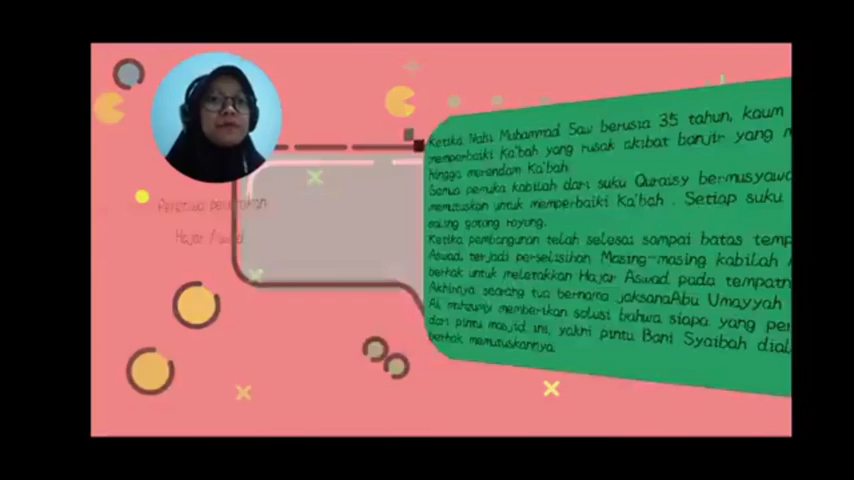 Peristiwa peletakan
Hajar Aswad
Ketika Nabi Muhammad Saw berusia 35 tahun, kaum
memperbaiki Ka'bah yang rusak akibat banjir yang
hingga merendam Ka'bah
Semua pemuka kabilah dari suku Quraisy bermusyawa
memutuskan untuk memperbaiki Ka'bah . Setiap suku
saling gotong royong.
Ketika pembangunan telah selesai sampai batas temp
Aswad, terjadi perselisihan Masing-masing kabilah
berhak untuk meletakkan Hajar Aswad pada tempatn
Akhirnya seorang tua bernama jaksanaAbu Umayyah
Al mahzumy memberikan solusi bahwa siapa yang per
dari pintu masjid ini, yakni pintu Bani Syaibah dial
berhak memutuskannya.